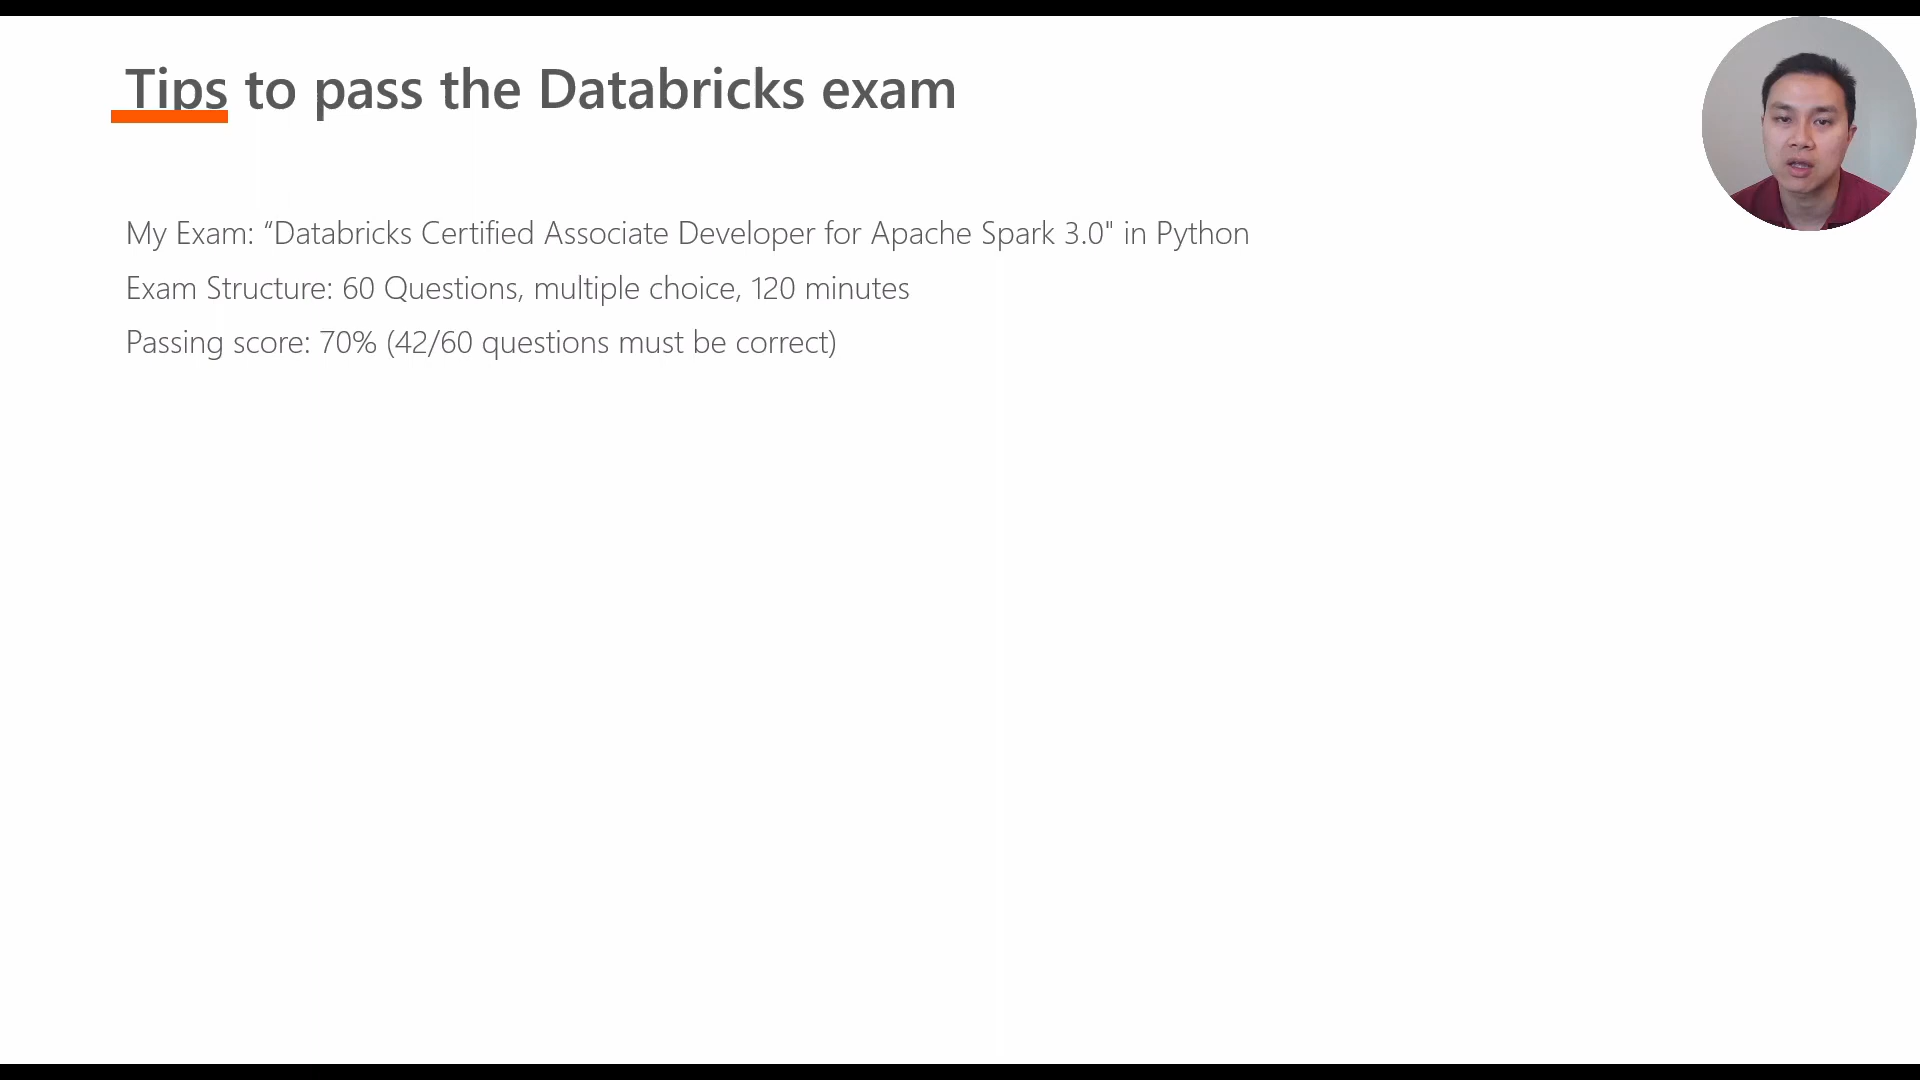 Tips to pass the Databricks exam
My Exam: “Databricks Certified Associate Developer for Apache Spark 3.0" in Python
Exam Structure: 60 Questions, multiple choice, 120 minutes
Passing score: 70% (42/60 questions must be correct)